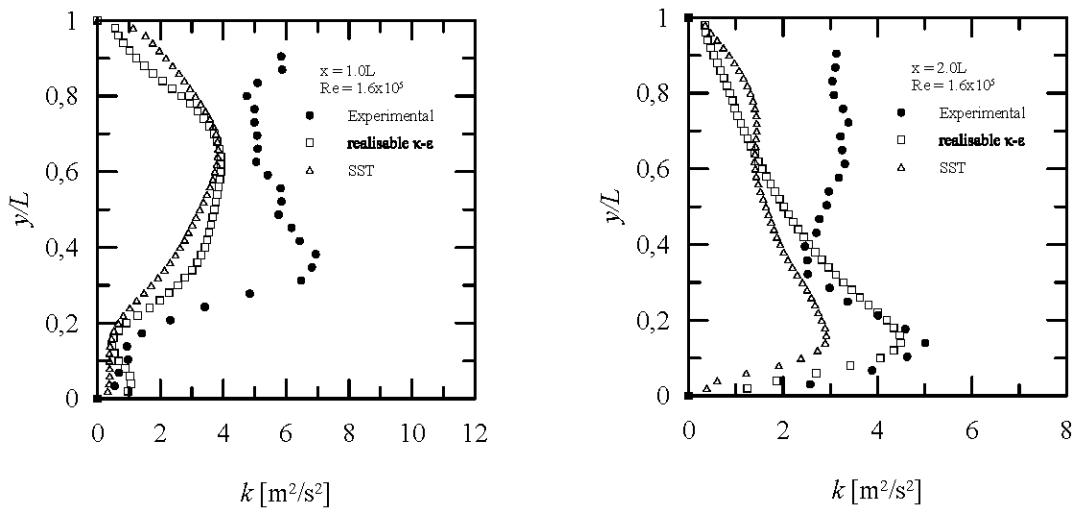 1
0,8
0,6
0,4
0,2
0
y/L
x = 1.0L
Re = 1.6x10⁵
Experimental
realisable κ-ε
SST
0 2 4 6 8 10 12
k [m²/s²]
1
0,8
0,6
0,4
0,2
0
y/L
x = 2.0L
Re = 1.6x10⁵
Experimental
realisable κ-ε
SST
0 2 4 6 8
k [m²/s²]